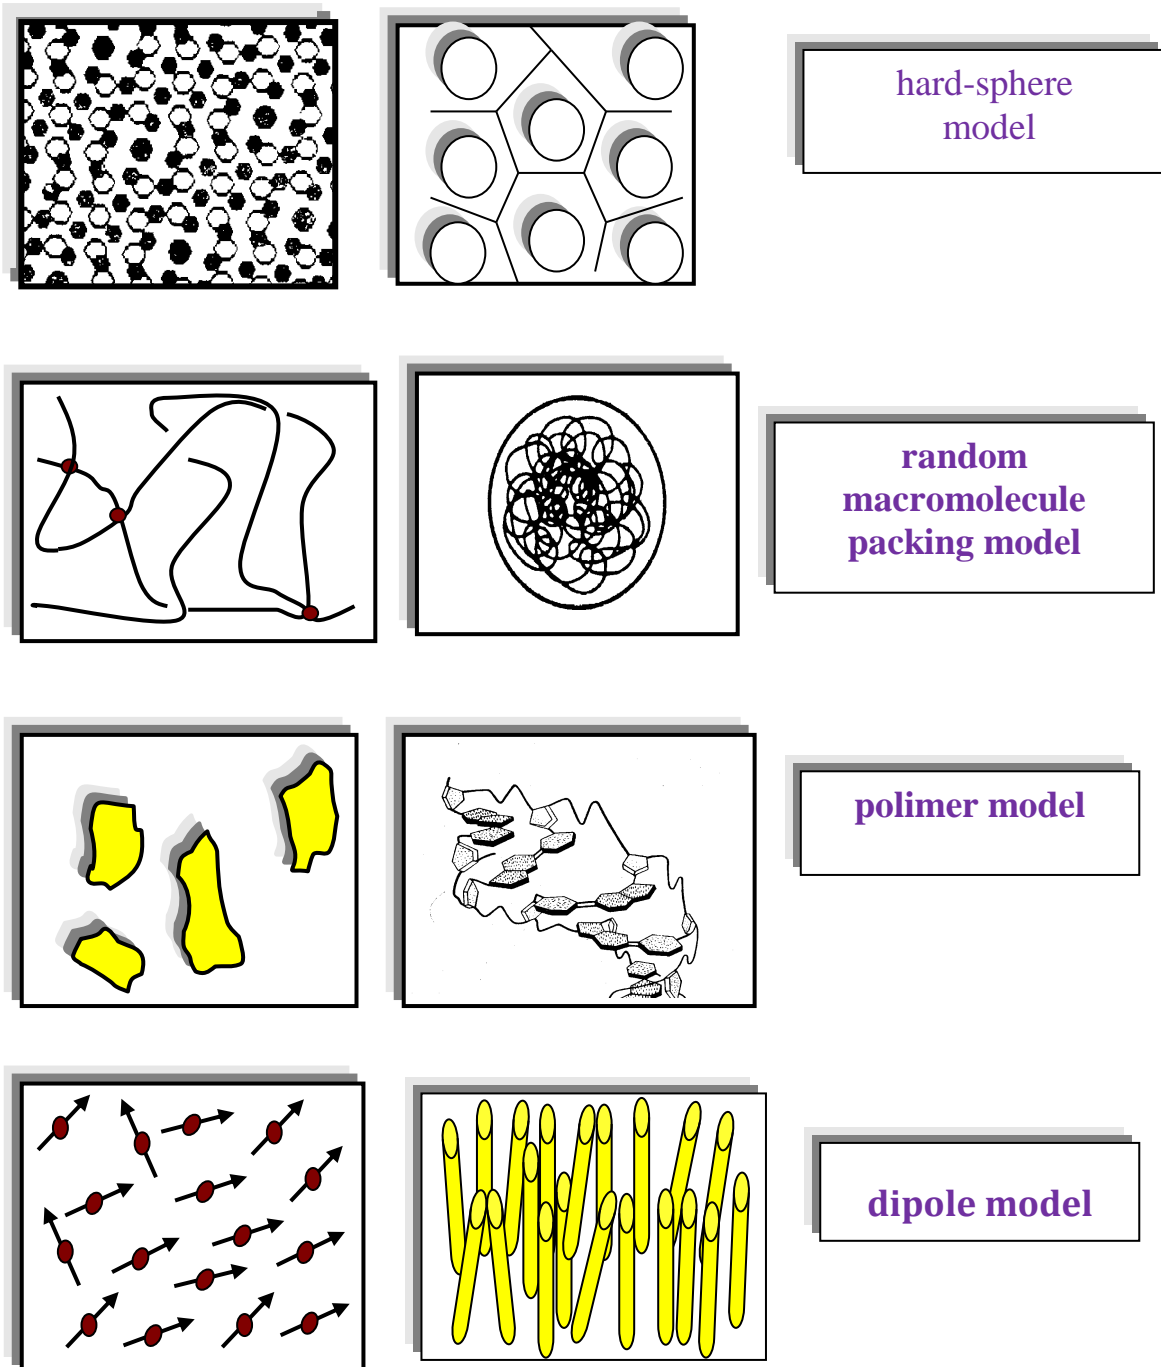 hard-sphere
model
random
macromolecule
packing model
polimer model
dipole model